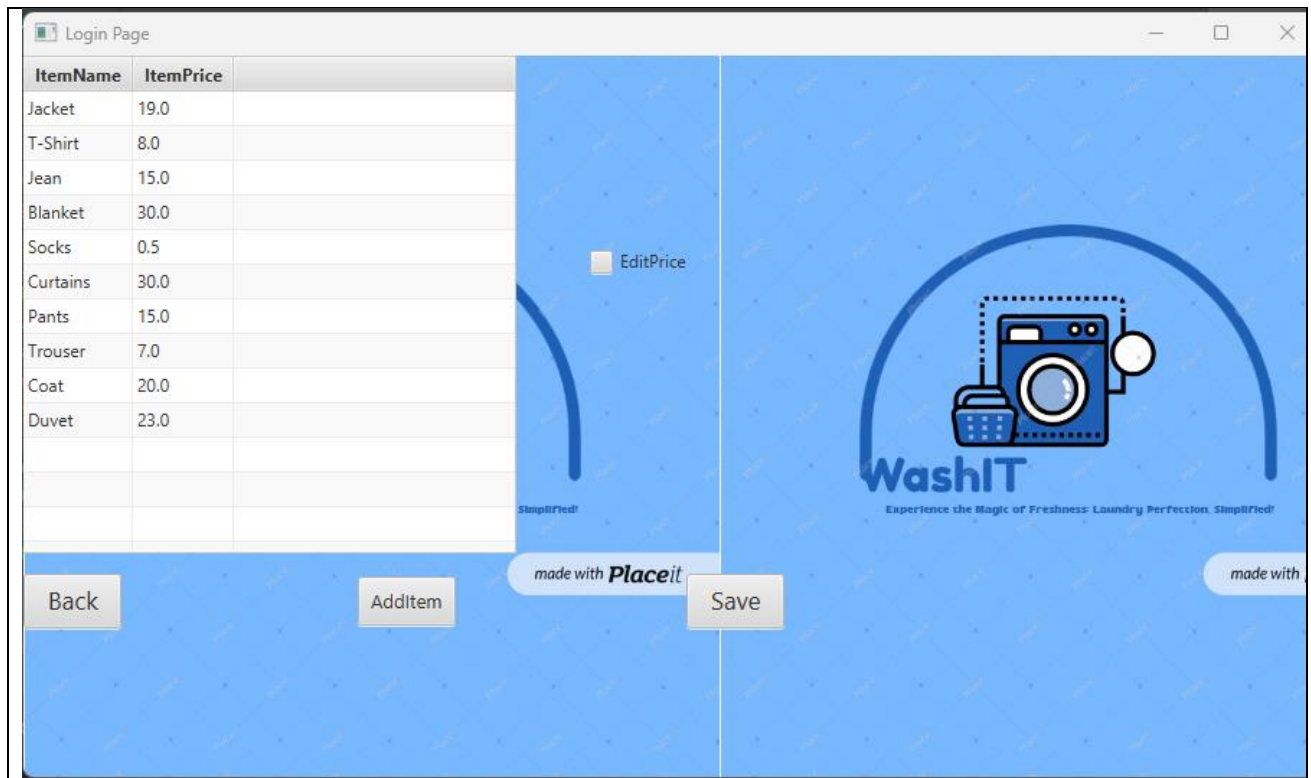 Login Page
ItemName ItemPrice
Jacket 19.0
T-Shirt 8.0
Jean 15.0
Blanket 30.0
Socks 0.5
EditPrice
Curtains 30.0
Pants 15.0
Trouser 7.0
Coat 20.0
Duvet 23.0
WashIT
Simplified!
Experience the Magic of Freshness: Laundry Perfection, Simplified!
made with Placeit
made with
Back
AddItem
Save